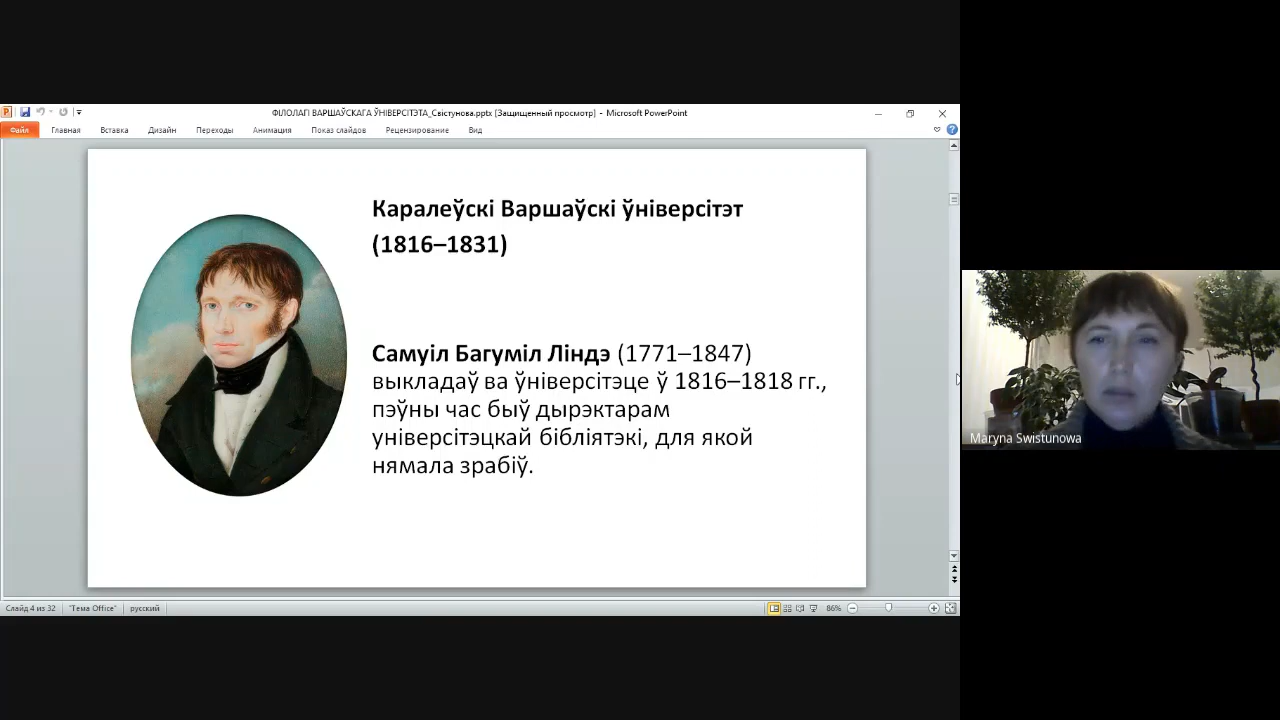 ФІЛОЛАГІ ВАРШАЎСКАГА ЎНІВЕРСІТЭТА_Свістунова.pptx [Защищенный просмотр] - Microsoft PowerPoint
Файл Главная Вставка Дизайн Переходы Анимация Показ слайдов Рецензирование Вид
Каралеўскі Варшаўскі ўніверсітэт
(1816–1831)
Самуіл Багуміл Ліндэ (1771–1847)
выкладаў ва ўніверсітэце ў 1816–1818 гг.,
пэўны час быў дырэктарам
універсітэцкай бібліятэкі, для якой
нямала зрабіў.
Maryna Swistunowa
Слайд 4 из 32 "Тема Office" русский 86%